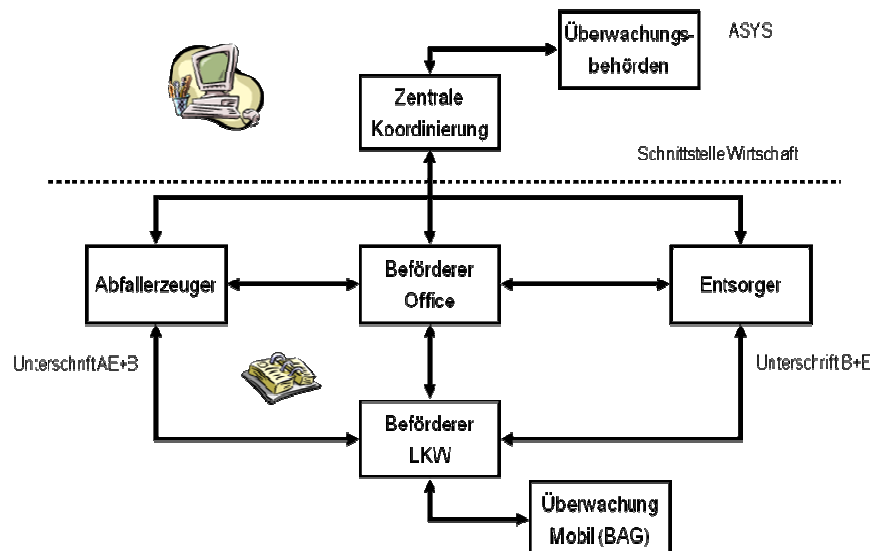 Überwachungs-
behörden
ASYS
Zentrale
Koordinierung
Schnittstelle Wirtschaft
Abfallerzeuger
Beförderer
Office
Entsorger
Unterschrift AE+B
Unterschrift B+E
Beförderer
LKW
Überwachung
Mobil (BAG)